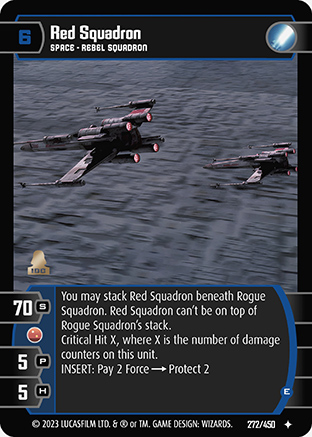 6
Red Squadron
SPACE - REBEL SQUADRON
180
70 S
5 P
5 H
You may stack Red Squadron beneath Rogue
Squadron. Red Squadron can't be on top of
Rogue Squadron's stack.
Critical Hit X, where X is the number of damage
counters on this unit.
INSERT: Pay 2 Force → Protect 2
E
© 2023 LUCASFILM LTD. & ® or TM. GAME DESIGN: WIZARDS. 272/450